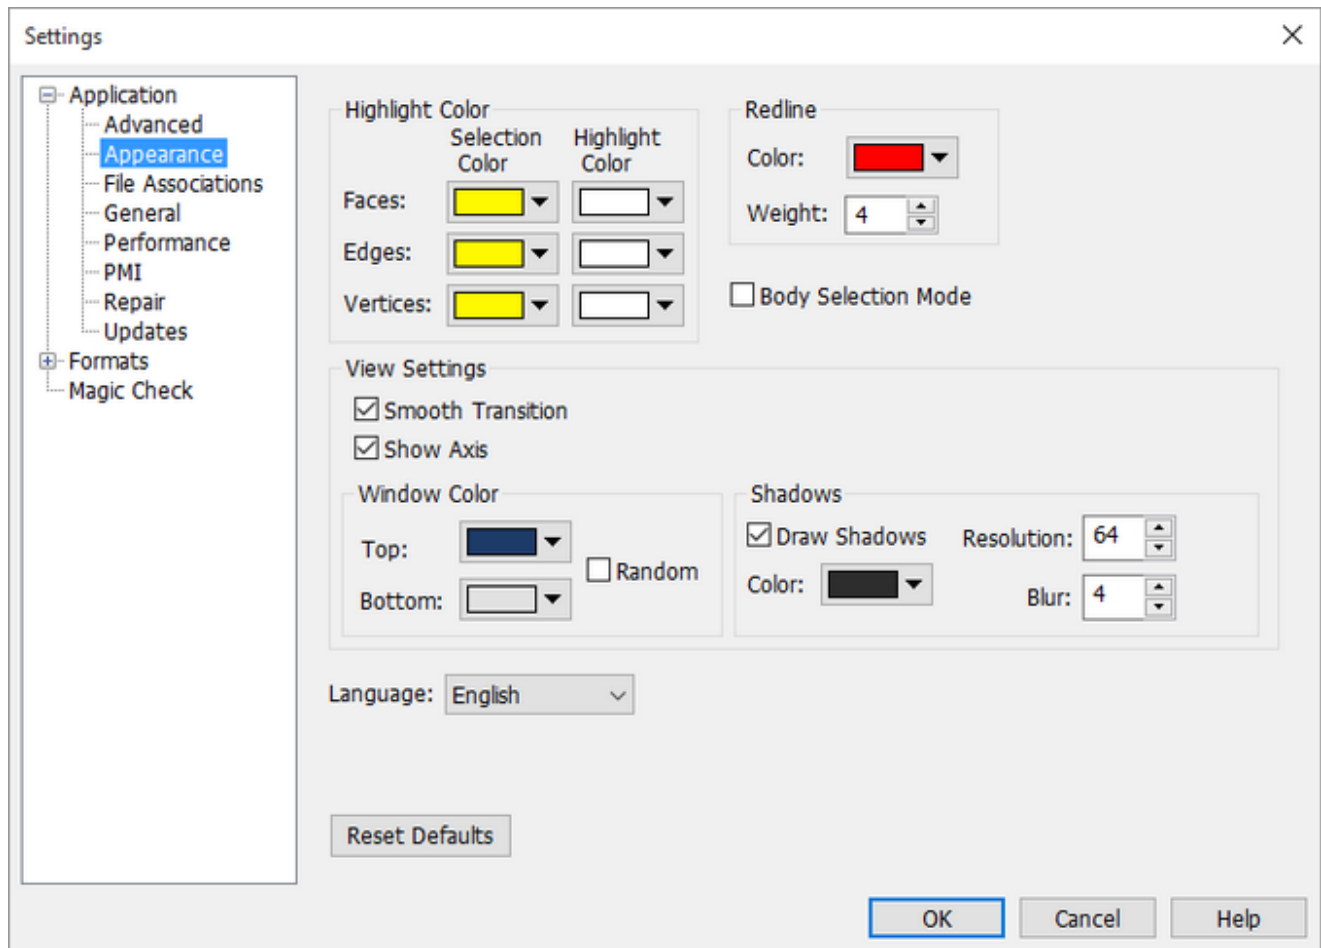 Settings
Application
Advanced
Appearance
File Associations
General
Performance
PMI
Repair
Updates
Formats
Magic Check
Highlight Color
Selection Color
Highlight Color
Faces:
Edges:
Vertices:
Redline
Color:
Weight: 4
Body Selection Mode
View Settings
Smooth Transition
Show Axis
Window Color
Top:
Random
Bottom:
Shadows
Draw Shadows
Resolution: 64
Color:
Blur: 4
Language: English
Reset Defaults
OK Cancel Help